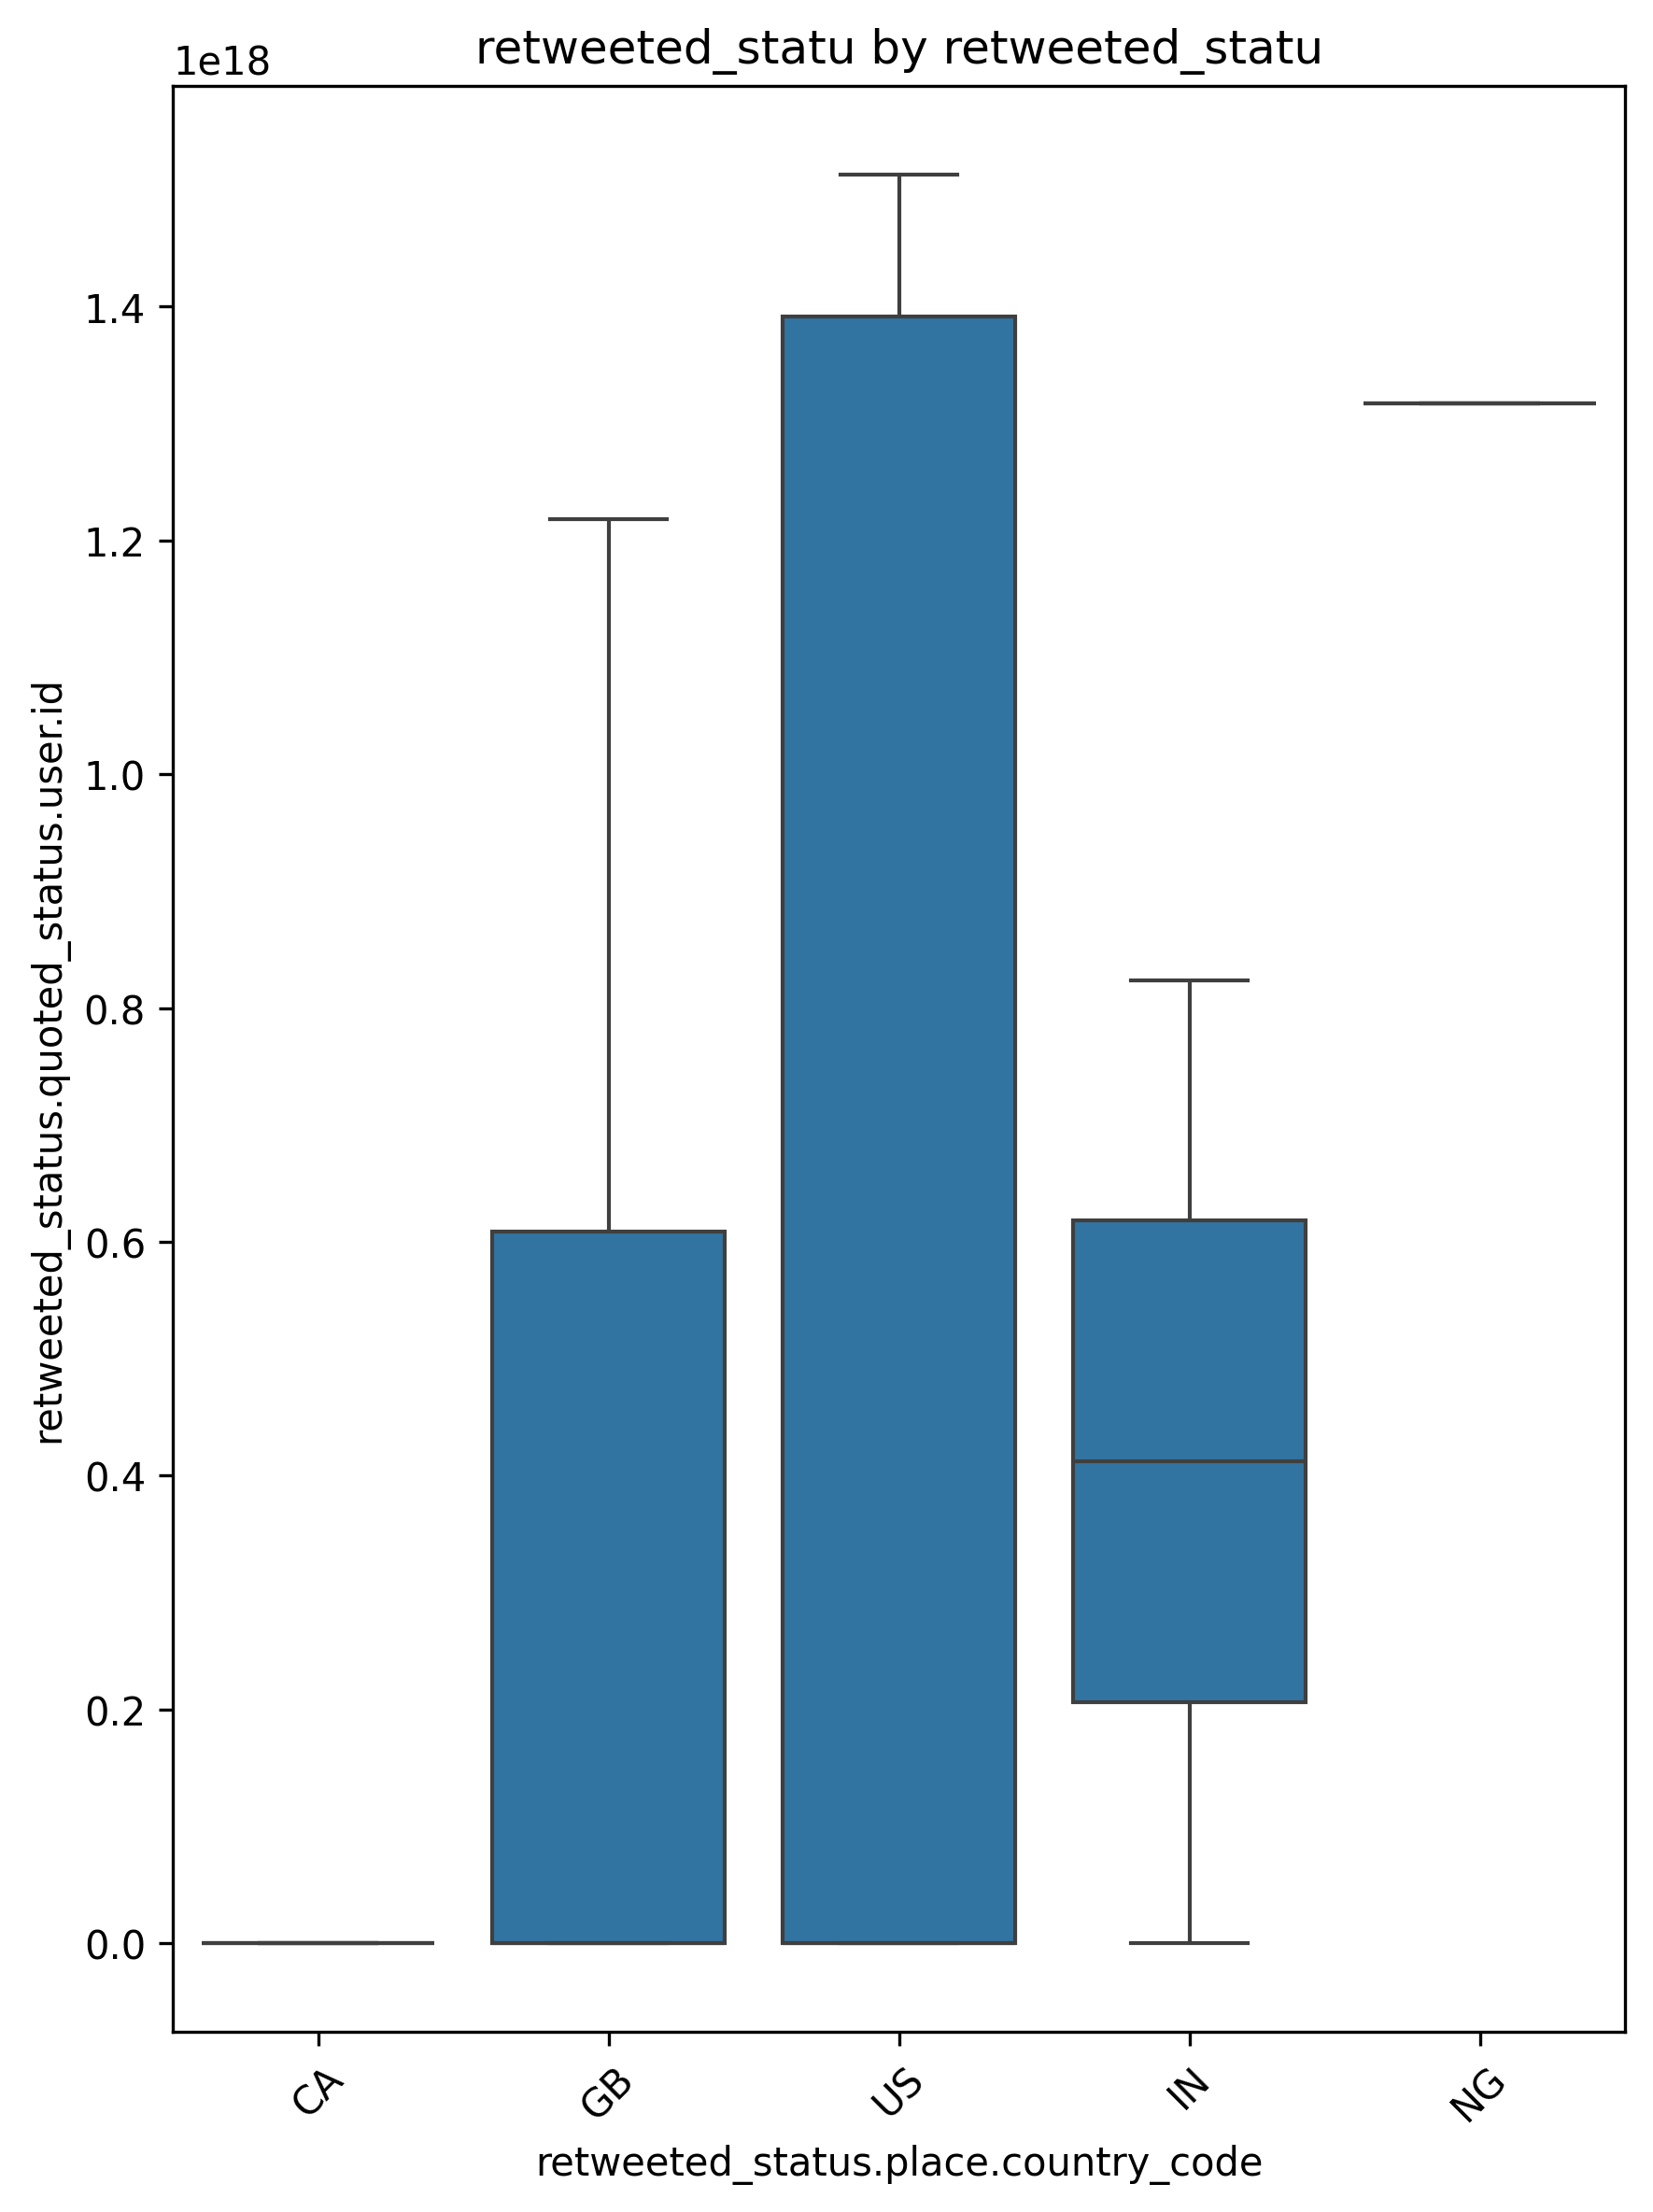 retweeted_statu by retweeted_statu
1e18
1.4
1.2
1.0
0.8
0.6
0.4
0.2
0.0
retweeted_status.quoted_status.user.id
CA
GB
US
IN
NG
retweeted_status.place.country_code